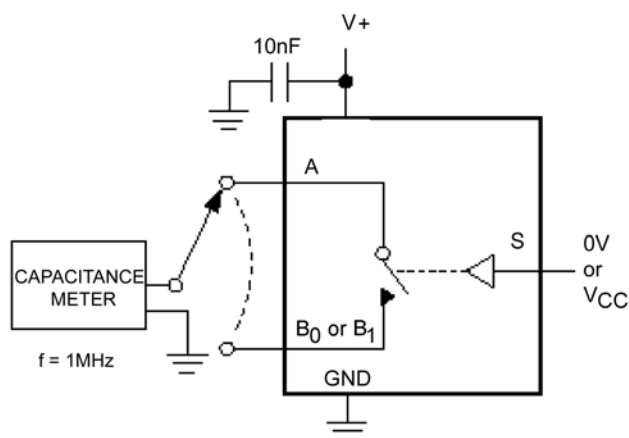 V+
10nF
A
S
0V
or
VCC
CAPACITANCE
METER
B0 or B1
f = 1MHz
GND